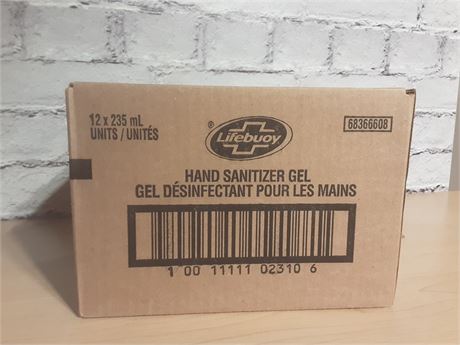 12 x 235 mL
UNITS / UNITÉS
Lifebuoy
®
68366608
HAND SANITIZER GEL
GEL DÉSINFECTANT POUR LES MAINS
1 00 11111 02310 6